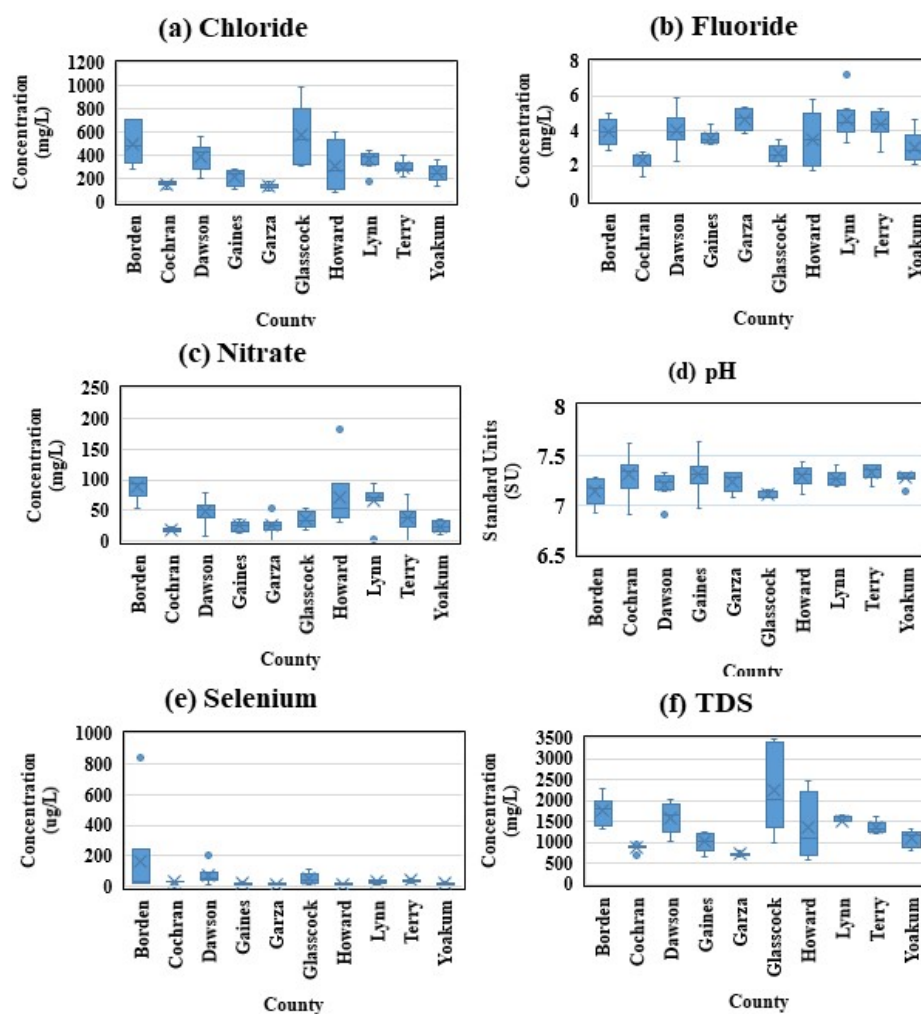 (a) Chloride
Concentration
(mg/L)
1200
1000
800
600
400
200
0
Borden
Cochran
Dawson
Gaines
Garza
Glasscock
Howard
Lynn
Terry
Yoakum
County
(b) Fluoride
Concentration
(mg/L)
8
6
4
2
0
Borden
Cochran
Dawson
Gaines
Garza
Glasscock
Howard
Lynn
Terry
Yoakum
County
(c) Nitrate
Concentration
(mg/L)
250
200
150
100
50
0
Borden
Cochran
Dawson
Gaines
Garza
Glasscock
Howard
Lynn
Terry
Yoakum
County
(d) pH
Standard Units
(SU)
8
7.5
7
6.5
Borden
Cochran
Dawson
Gaines
Garza
Glasscock
Howard
Lynn
Terry
Yoakum
County
(e) Selenium
Concentration
(ug/L)
1000
800
600
400
200
0
Borden
Cochran
Dawson
Gaines
Garza
Glasscock
Howard
Lynn
Terry
Yoakum
County
(f) TDS
Concentration
(mg/L)
3500
3000
2500
2000
1500
1000
500
0
Borden
Cochran
Dawson
Gaines
Garza
Glasscock
Howard
Lynn
Terry
Yoakum
County